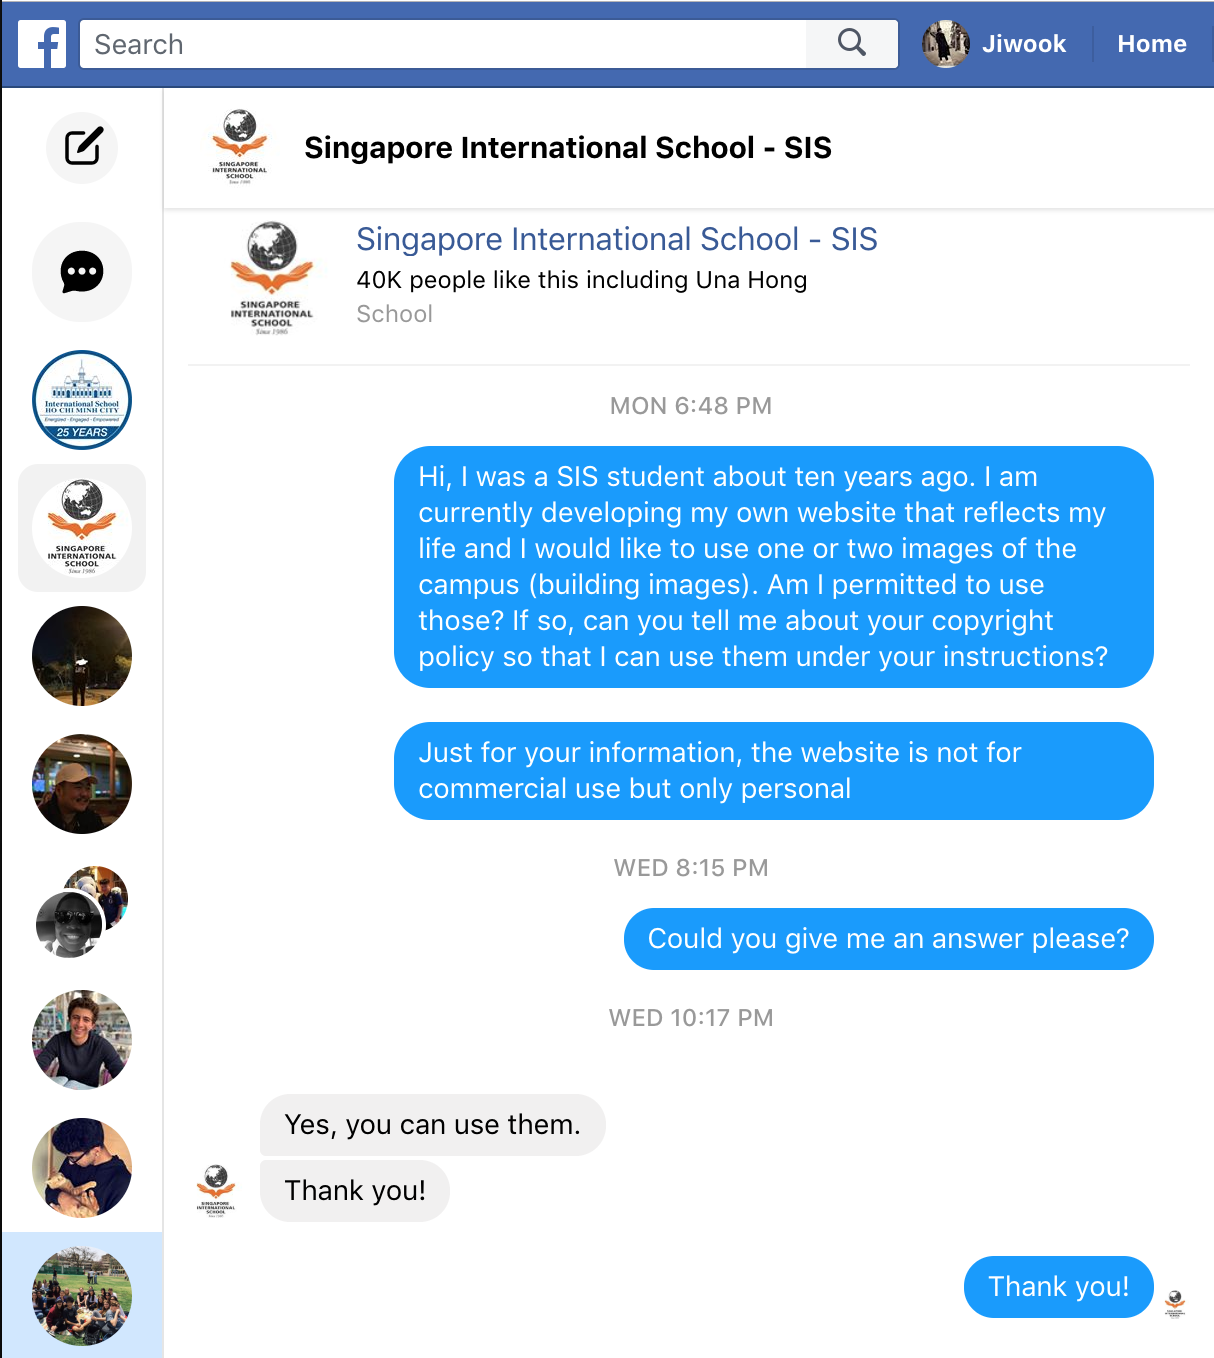 Search
Jiwook
Home
SINGAPORE
INTERNATIONAL
SCHOOL
Since 1986
Singapore International School - SIS
SINGAPORE
INTERNATIONAL
SCHOOL
Since 1986
Singapore International School - SIS
40K people like this including Una Hong
School
International School
HO CHI MINH CITY
Energized - Engaged - Empowered
25 YEARS
SINGAPORE
INTERNATIONAL
SCHOOL
Since 1986
MON 6:48 PM
Hi, I was a SIS student about ten years ago. I am
currently developing my own website that reflects my
life and I would like to use one or two images of the
campus (building images). Am I permitted to use
those? If so, can you tell me about your copyright
policy so that I can use them under your instructions?
Just for your information, the website is not for
commercial use but only personal
WED 8:15 PM
Could you give me an answer please?
WED 10:17 PM
Yes, you can use them.
Thank you!
SINGAPORE
INTERNATIONAL
SCHOOL
Thank you!